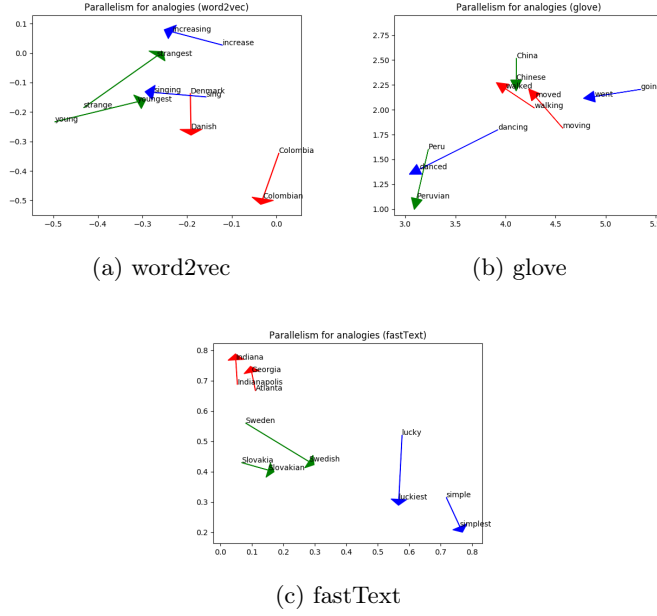 Parallelism for analogies (word2vec)
0.1
0.0
−0.1
−0.2
−0.3
−0.4
−0.5
−0.5
−0.4
−0.3
−0.2
−0.1
0.0
increasing
increase
strangest
singing
Denmark
sing
youngest
strange
young
Danish
Colombia
Colombian
(a) word2vec
Parallelism for analogies (glove)
2.75
2.50
2.25
2.00
1.75
1.50
1.25
1.00
3.0
3.5
4.0
4.5
5.0
5.5
China
Chinese
walked
moved
went
goin
walking
dancing
moving
Peru
danced
Peruvian
(b) glove
Parallelism for analogies (fastText)
0.8
0.7
0.6
0.5
0.4
0.3
0.2
0.0
0.1
0.2
0.3
0.4
0.5
0.6
0.7
0.8
Indiana
Georgia
Indianapolis
Atlanta
Sweden
lucky
Slovakia
Swedish
Slovakian
luckiest
simple
simplest
(c) fastText